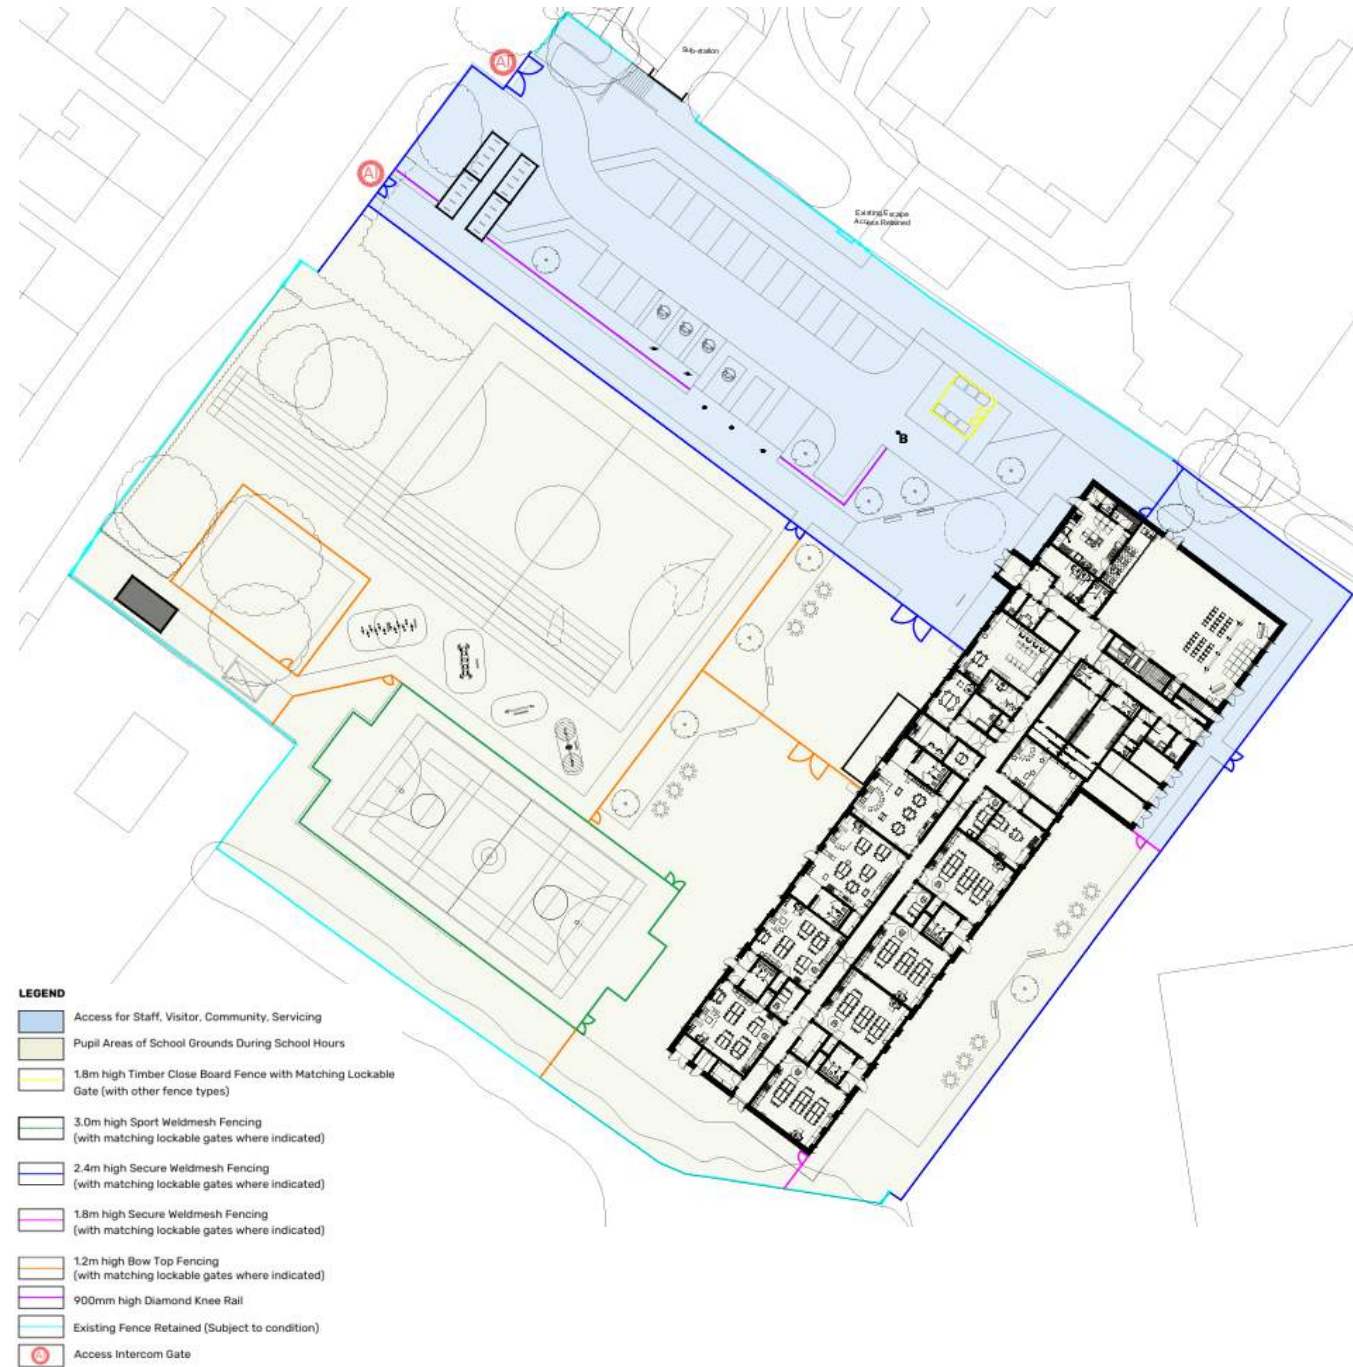 Sub-station
AI
AI
Existing Escape
Access Retained
B
LEGEND
Access for Staff, Visitor, Community, Servicing
Pupil Areas of School Grounds During School Hours
1.8m high Timber Close Board Fence with Matching Lockable
Gate (with other fence types)
3.0m high Sport Weldmesh Fencing
(with matching lockable gates where indicated)
2.4m high Secure Weldmesh Fencing
(with matching lockable gates where indicated)
1.8m high Secure Weldmesh Fencing
(with matching lockable gates where indicated)
1.2m high Bow Top Fencing
(with matching lockable gates where indicated)
900mm high Diamond Knee Rail
Existing Fence Retained (Subject to condition)
AI
Access Intercom Gate